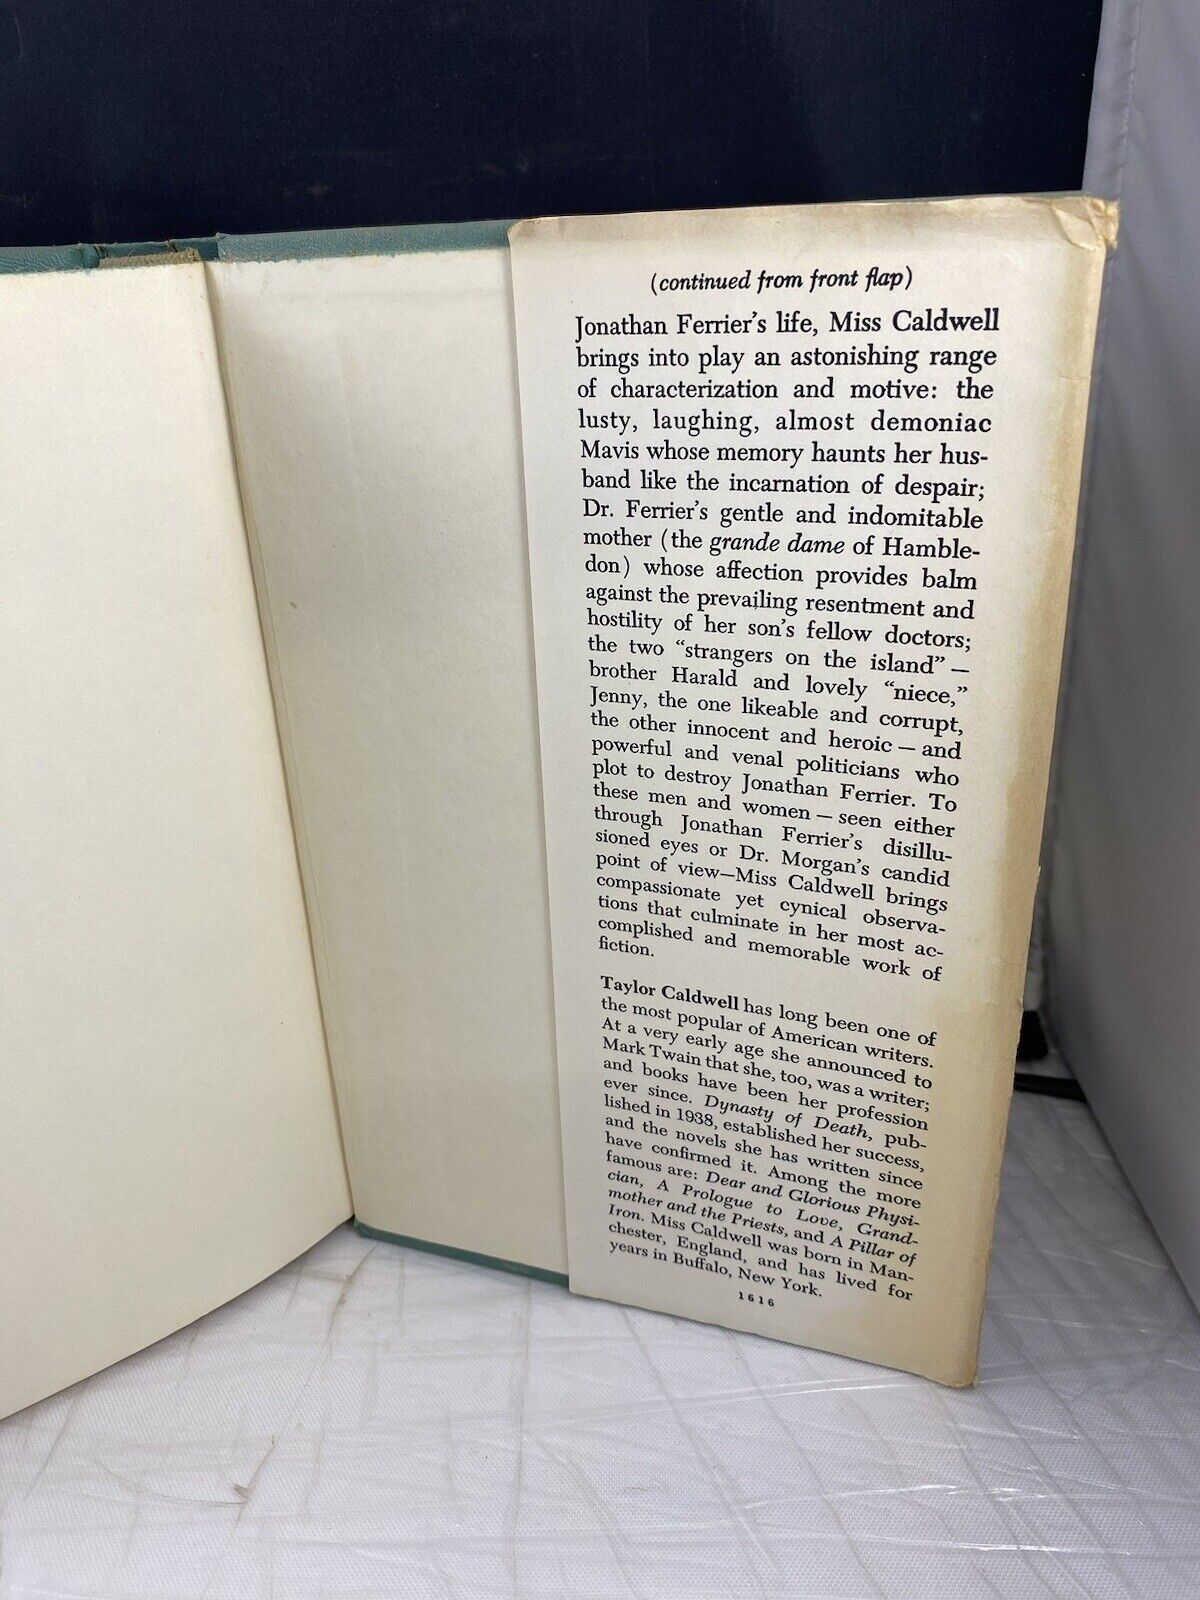 (continued from front flap)
Jonathan Ferrier's life, Miss Caldwell
brings into play an astonishing range
of characterization and motive: the
lusty, laughing, almost demoniac
Mavis whose memory haunts her hus-
band like the incarnation of despair;
Dr. Ferrier's gentle and indomitable
mother (the grande dame of Hamble-
don) whose affection provides balm
against the prevailing resentment and
hostility of her son's fellow doctors;
the two "strangers on the island" —
brother Harald and lovely "niece,"
Jenny, the one likeable and corrupt,
the other innocent and heroic — and
powerful and venal politicians who
plot to destroy Jonathan Ferrier. To
these men and women — seen either
through Jonathan Ferrier's disillu-
sioned eyes or Dr. Morgan's candid
point of view—Miss Caldwell brings
compassionate yet cynical observa-
tions that culminate in her most ac-
complished and memorable work of
fiction.
Taylor Caldwell has long been one of
the most popular of American writers.
At a very early age she announced to
Mark Twain that she, too, was a writer;
and books have been her profession
ever since. Dynasty of Death, pub-
lished in 1938, established her success,
and the novels she has written since
have confirmed it. Among the more
famous are: Dear and Glorious Physi-
cian, A Prologue to Love, Grand-
mother and the Priests, and A Pillar of
Iron. Miss Caldwell was born in Man-
chester, England, and has lived for
years in Buffalo, New York.
1616